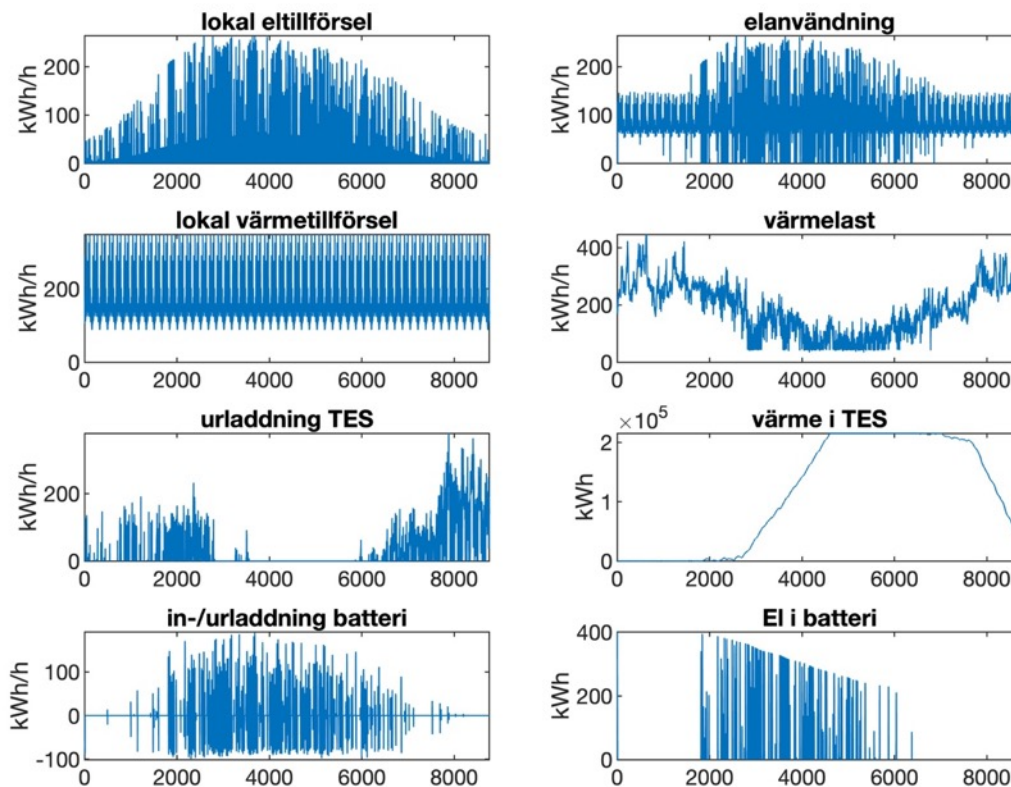 lokal eltillförsel
kWh/h
200
100
0
0 2000 4000 6000 8000
elanvändning
kWh/h
200
100
0
0 2000 4000 6000 8000
lokal värmetillförsel
kWh/h
200
0
0 2000 4000 6000 8000
värmelast
kWh/h
400
200
0
0 2000 4000 6000 8000
urladdning TES
kWh/h
200
0
0 2000 4000 6000 8000
värme i TES
×10⁵
kWh
2
1
0
0 2000 4000 6000 8000
in-/urladdning batteri
kWh/h
100
0
-100
0 2000 4000 6000 8000
El i batteri
kWh
400
200
0
0 2000 4000 6000 8000